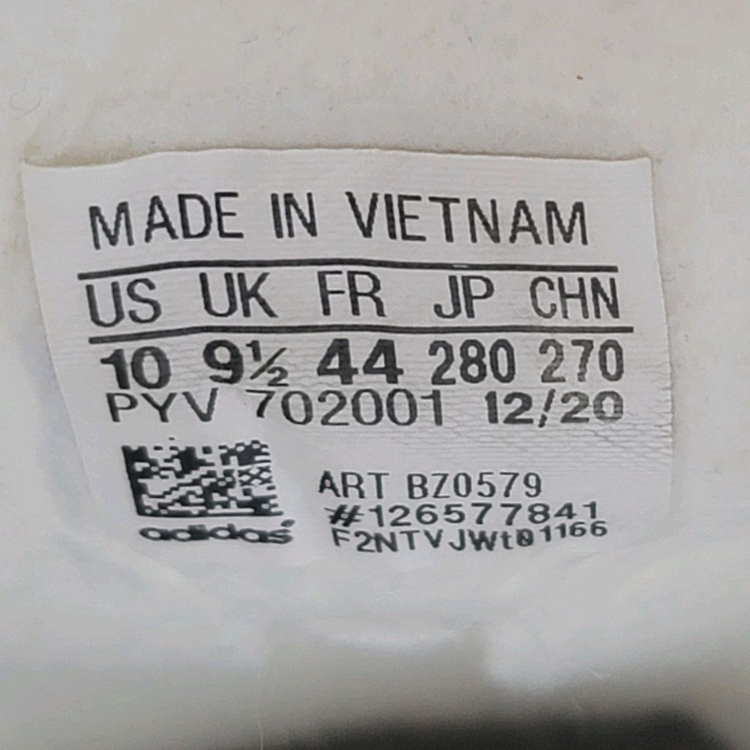 MADE IN VIETNAM
US UK FR JP CHN
10 9½ 44 280 270
PYV 702001 12/20
ART BZ0579
#126577841
F2NTVJWt01166
adidas